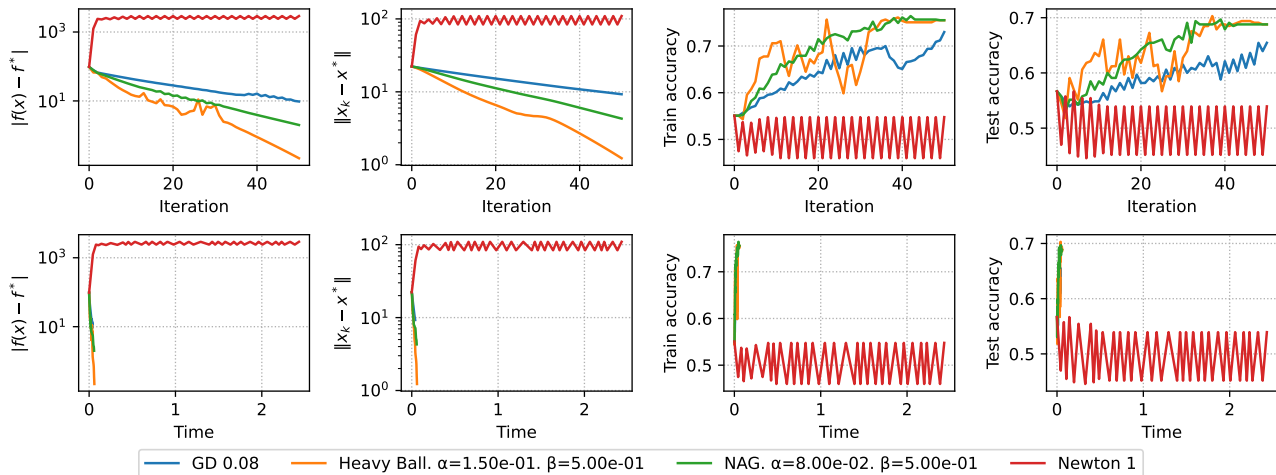 |f(x) − f*|
10³
10¹
0
20
40
Iteration
‖xₖ − x*‖
10²
10¹
10⁰
0
20
40
Iteration
Train accuracy
0.7
0.6
0.5
0
20
40
Iteration
Test accuracy
0.7
0.6
0.5
0
20
40
Iteration
|f(x) − f*|
10³
10¹
0
1
2
Time
‖xₖ − x*‖
10²
10¹
10⁰
0
1
2
Time
Train accuracy
0.7
0.6
0.5
0
1
2
Time
Test accuracy
0.7
0.6
0.5
0
1
2
Time
GD 0.08
Heavy Ball. α=1.50e-01. β=5.00e-01
NAG. α=8.00e-02. β=5.00e-01
Newton 1